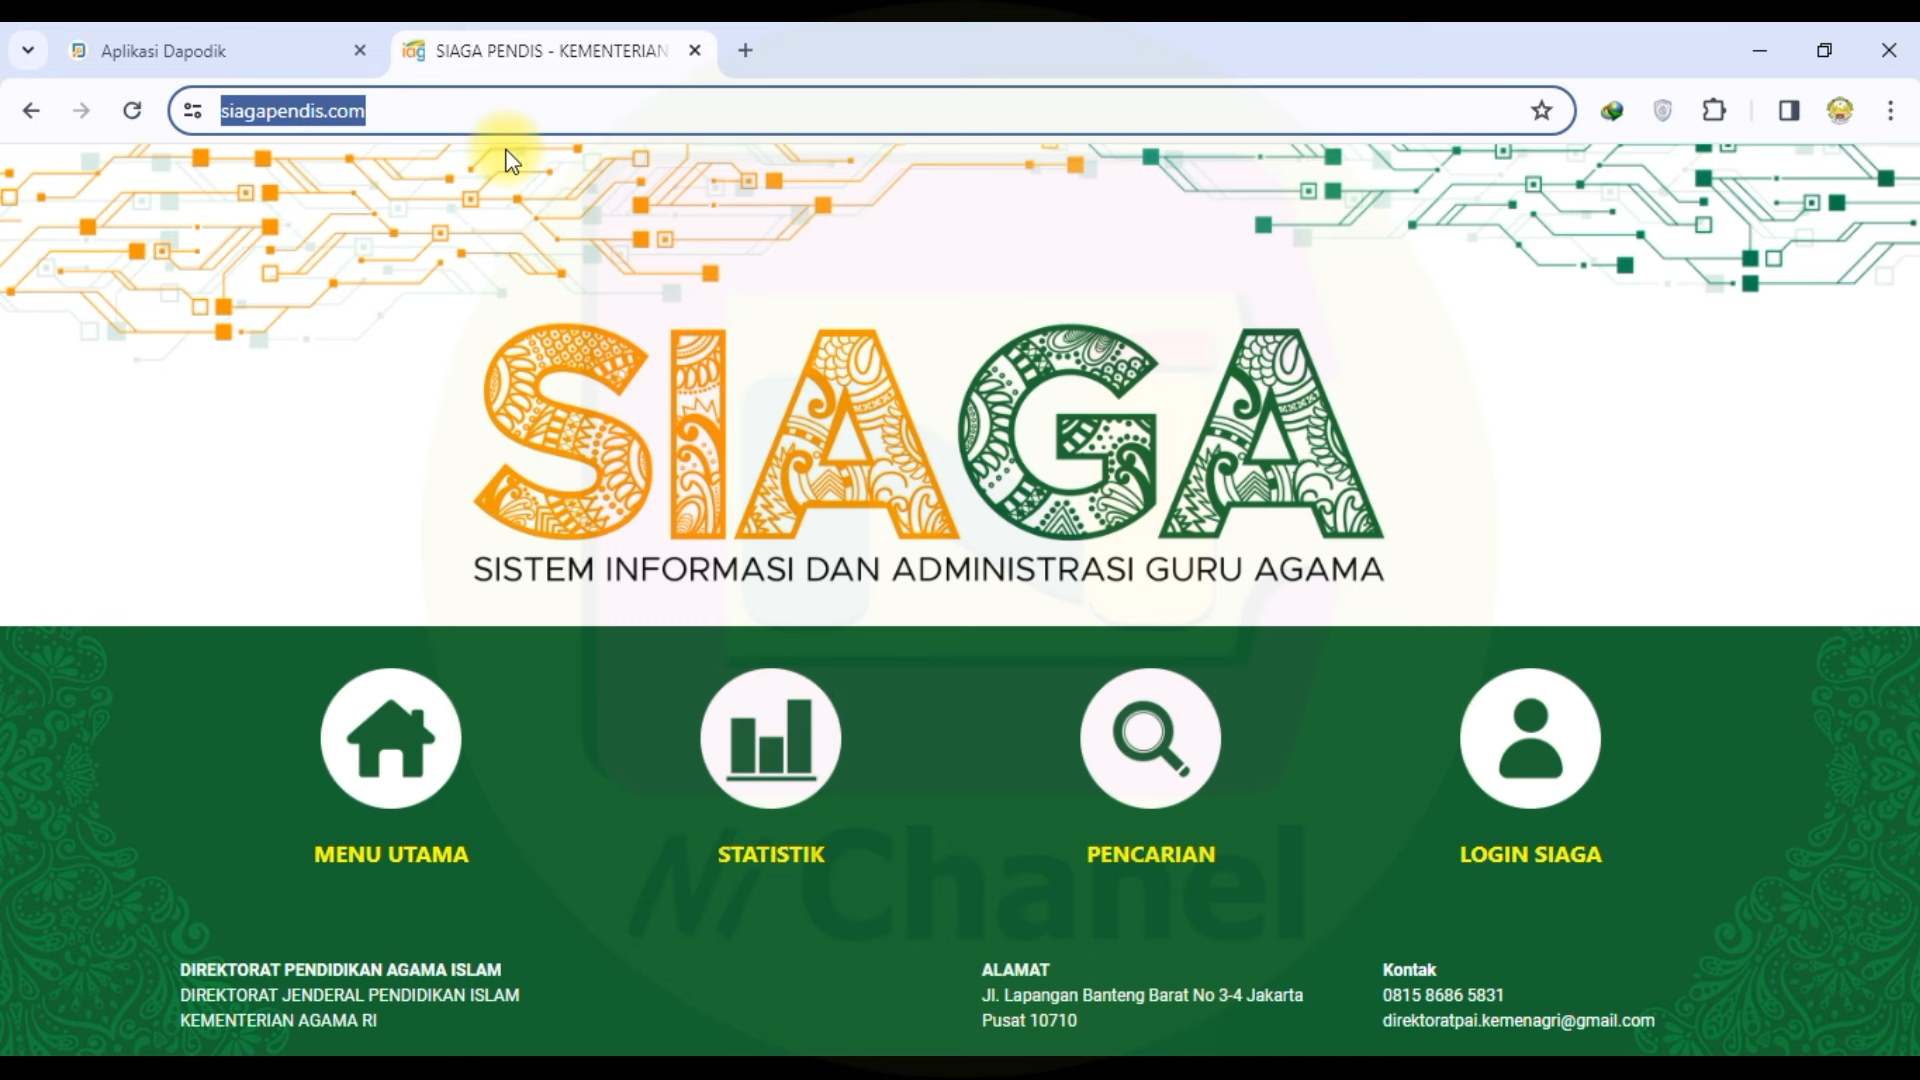 Aplikasi Dapodik
SIAGA PENDIS - KEMENTERIAN
siagapendis.com
SIAGA
SISTEM INFORMASI DAN ADMINISTRASI GURU AGAMA
MENU UTAMA
STATISTIK
PENCARIAN
LOGIN SIAGA
Ni Chanel
DIREKTORAT PENDIDIKAN AGAMA ISLAM
DIREKTORAT JENDERAL PENDIDIKAN ISLAM
KEMENTERIAN AGAMA RI
ALAMAT
Jl. Lapangan Banteng Barat No 3-4 Jakarta
Pusat 10710
Kontak
0815 8686 5831
direktoratpai.kemenagri@gmail.com